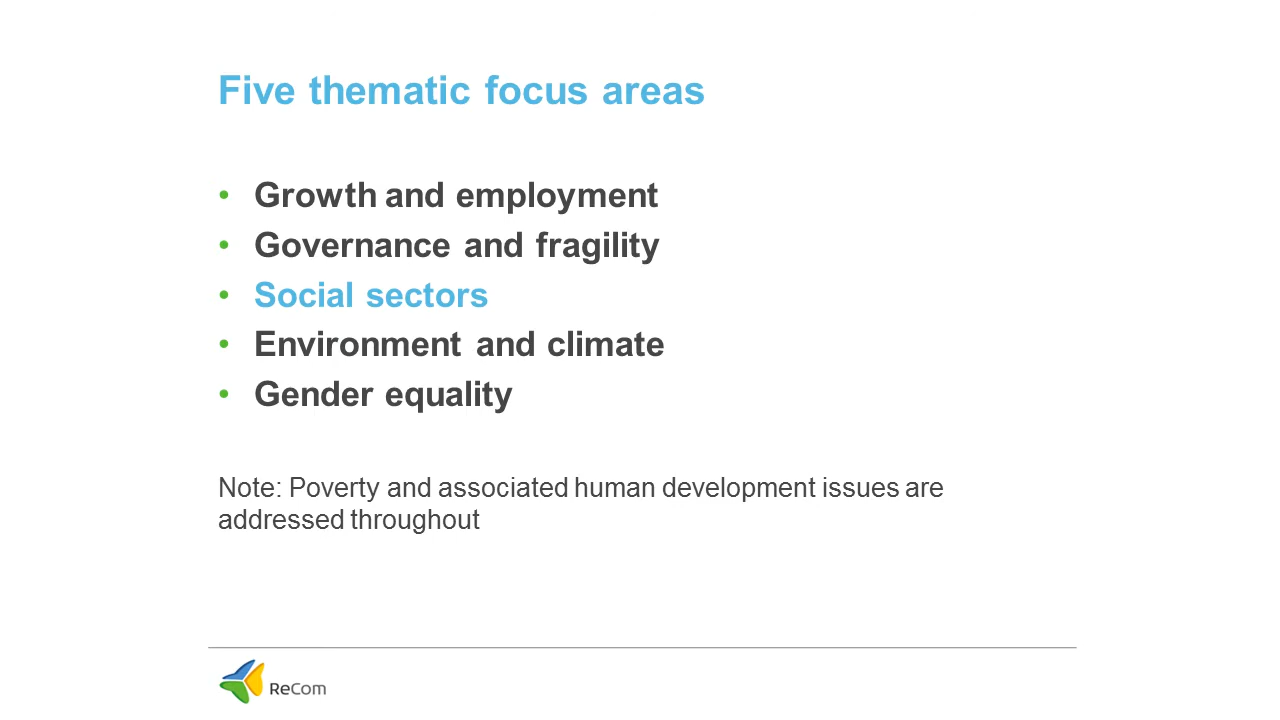 Five thematic focus areas
• Growth and employment
• Governance and fragility
• Social sectors
• Environment and climate
• Gender equality
Note: Poverty and associated human development issues are
addressed throughout
ReCom